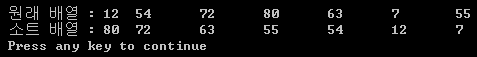 원래 배열 : 12 54 72 80 63 7 55
소트 배열 : 80 72 63 55 54 12 7
Press any key to continue